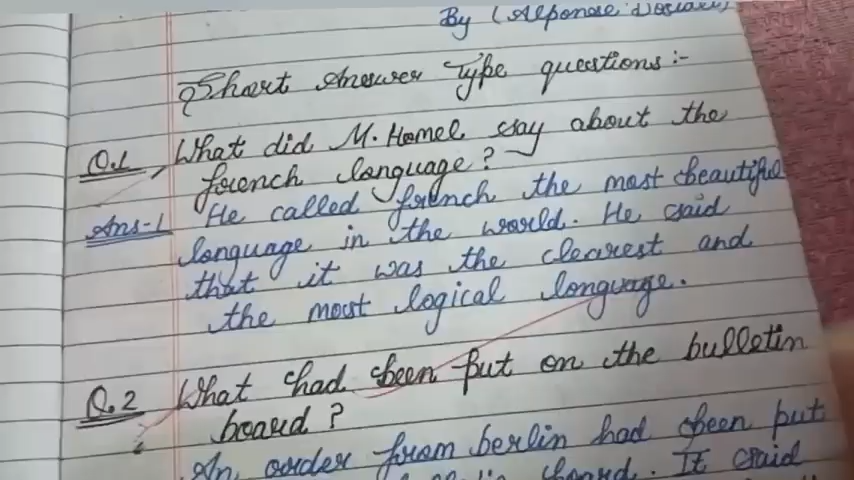 By (Alponse
Short Answer Type questions:-
Q.1 What did M. Hamel say about the
french language?
Ans-1 He called french the most beautiful
language in the world. He said
that it was the clearest and
the most logical language.
Q.2 What had been put on the bulletin
board?
An order from berlin had been put
board. It said